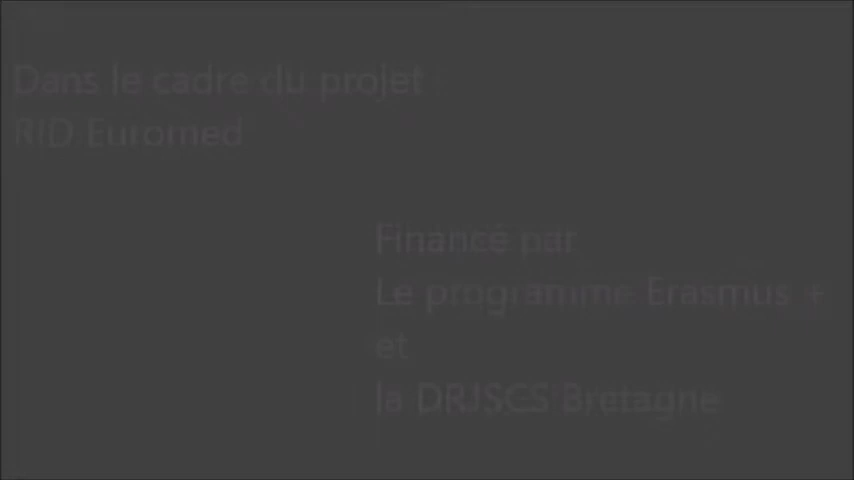 Dans le cadre du projet :
RID Euromed
Financé par
Le programme Erasmus +
et
la DRJSCS Bretagne